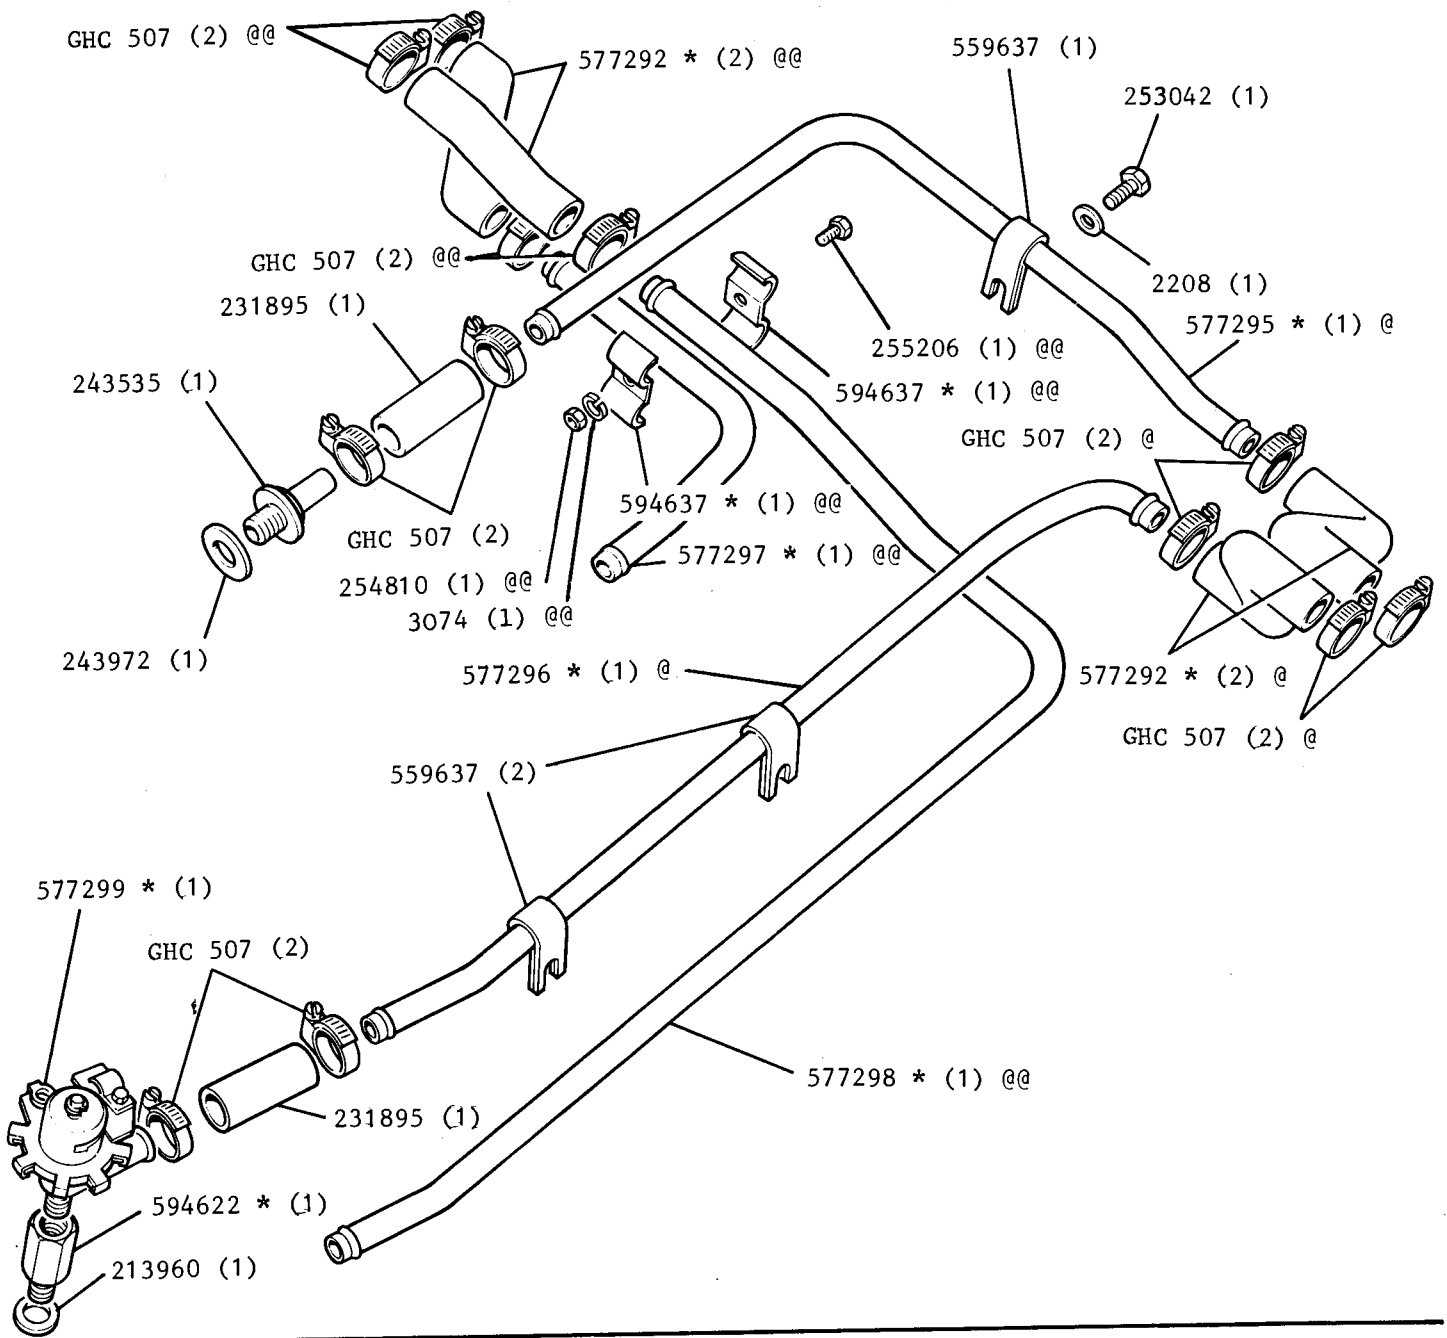 GHC 507 (2) @@
577292 * (2) @@
559637 (1)
253042 (1)
GHC 507 (2) @@
2208 (1)
231895 (1)
577295 * (1) @
255206 (1) @@
243535 (1)
594637 * (1) @@
GHC 507 (2) @
594637 * (1) @@
GHC 507 (2)
577297 * (1) @@
254810 (1) @@
3074 (1) @@
243972 (1)
577296 * (1) @
577292 * (2) @
GHC 507 (2) @
559637 (2)
577299 * (1)
GHC 507 (2)
577298 * (1) @@
231895 (1)
594622 * (1)
213960 (1)